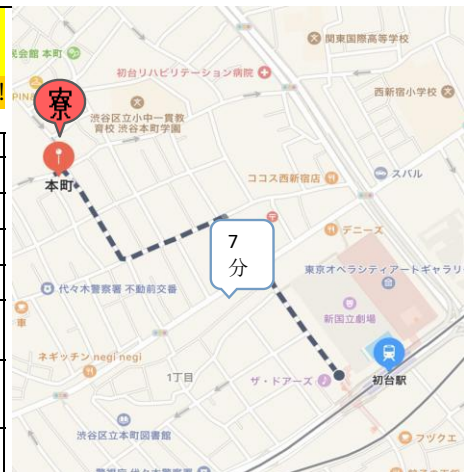 関東国際高等学校
会館 本町
初台リハビリテーション病院
西新宿小学校
PIN
!
寮
渋谷区立小中一貫教
育校 渋谷本町学園
本町
ココス西新宿店
スバル
デニーズ
7
分
東京オペラシティアートギャラリ
代々木警察署 不動前交番
車
新国立劇場
ネギッチン negi negi
1丁目
ザ・ドアーズ
初台駅
渋谷区立本町図書館
フヅクエ